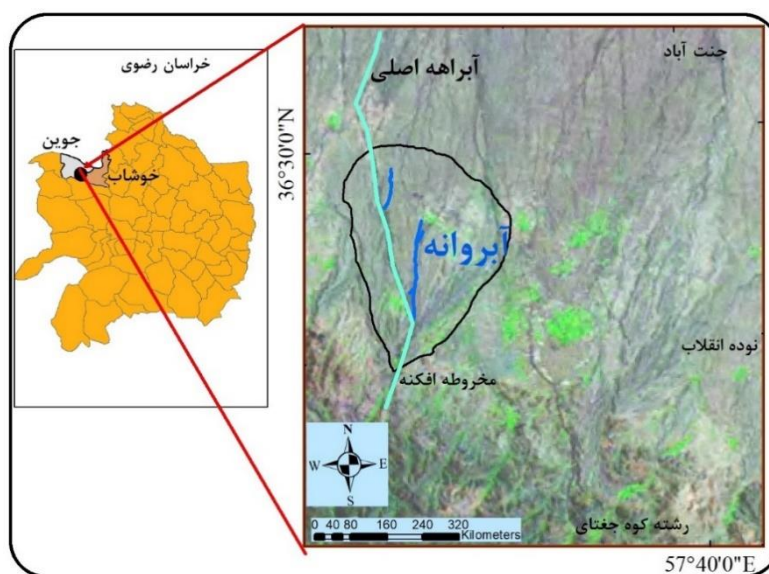 خراسان رضوی
جوین
خوشاب
جنت آباد
آبراهه اصلی
36°30'0"N
آبروانه
نوده انقلاب
مخروطه افکنه
N
W E
S
رشته کوه جغتای
0 40 80 160 240 320
Kilometers
57°40'0"E